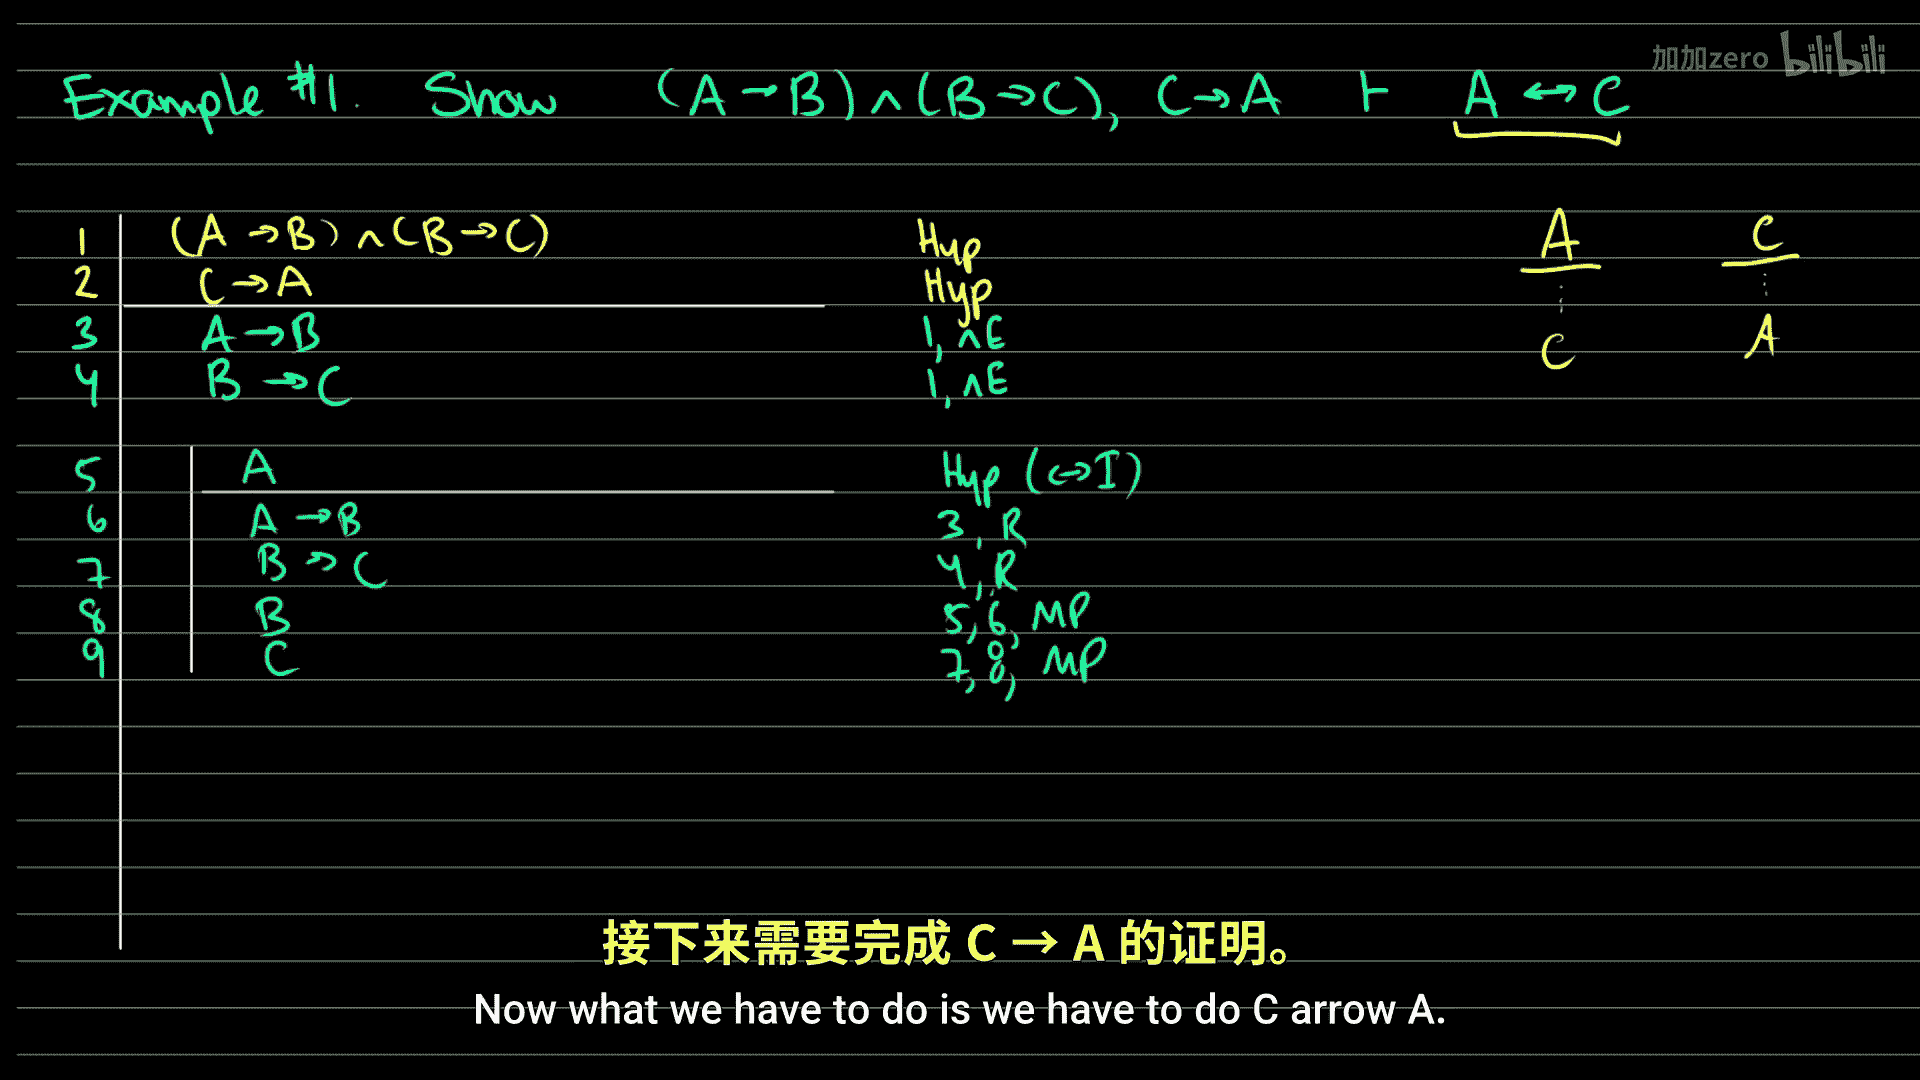 加加zero bilibili
Example #1. Show (A → B) ∧ (B → C), C → A ⊢ A ↔ C
1 (A → B) ∧ (B → C) Hyp
2 C → A Hyp
3 A → B 1, ∧E
4 B → C 1, ∧E
A C
⋮ ⋮
C A
5 A Hyp (↔I)
6 A → B 3, R
7 B → C 4, R
8 B 5, 6, MP
9 C 7, 8, MP
接下来需要完成 C → A 的证明。
Now what we have to do is we have to do C arrow A.